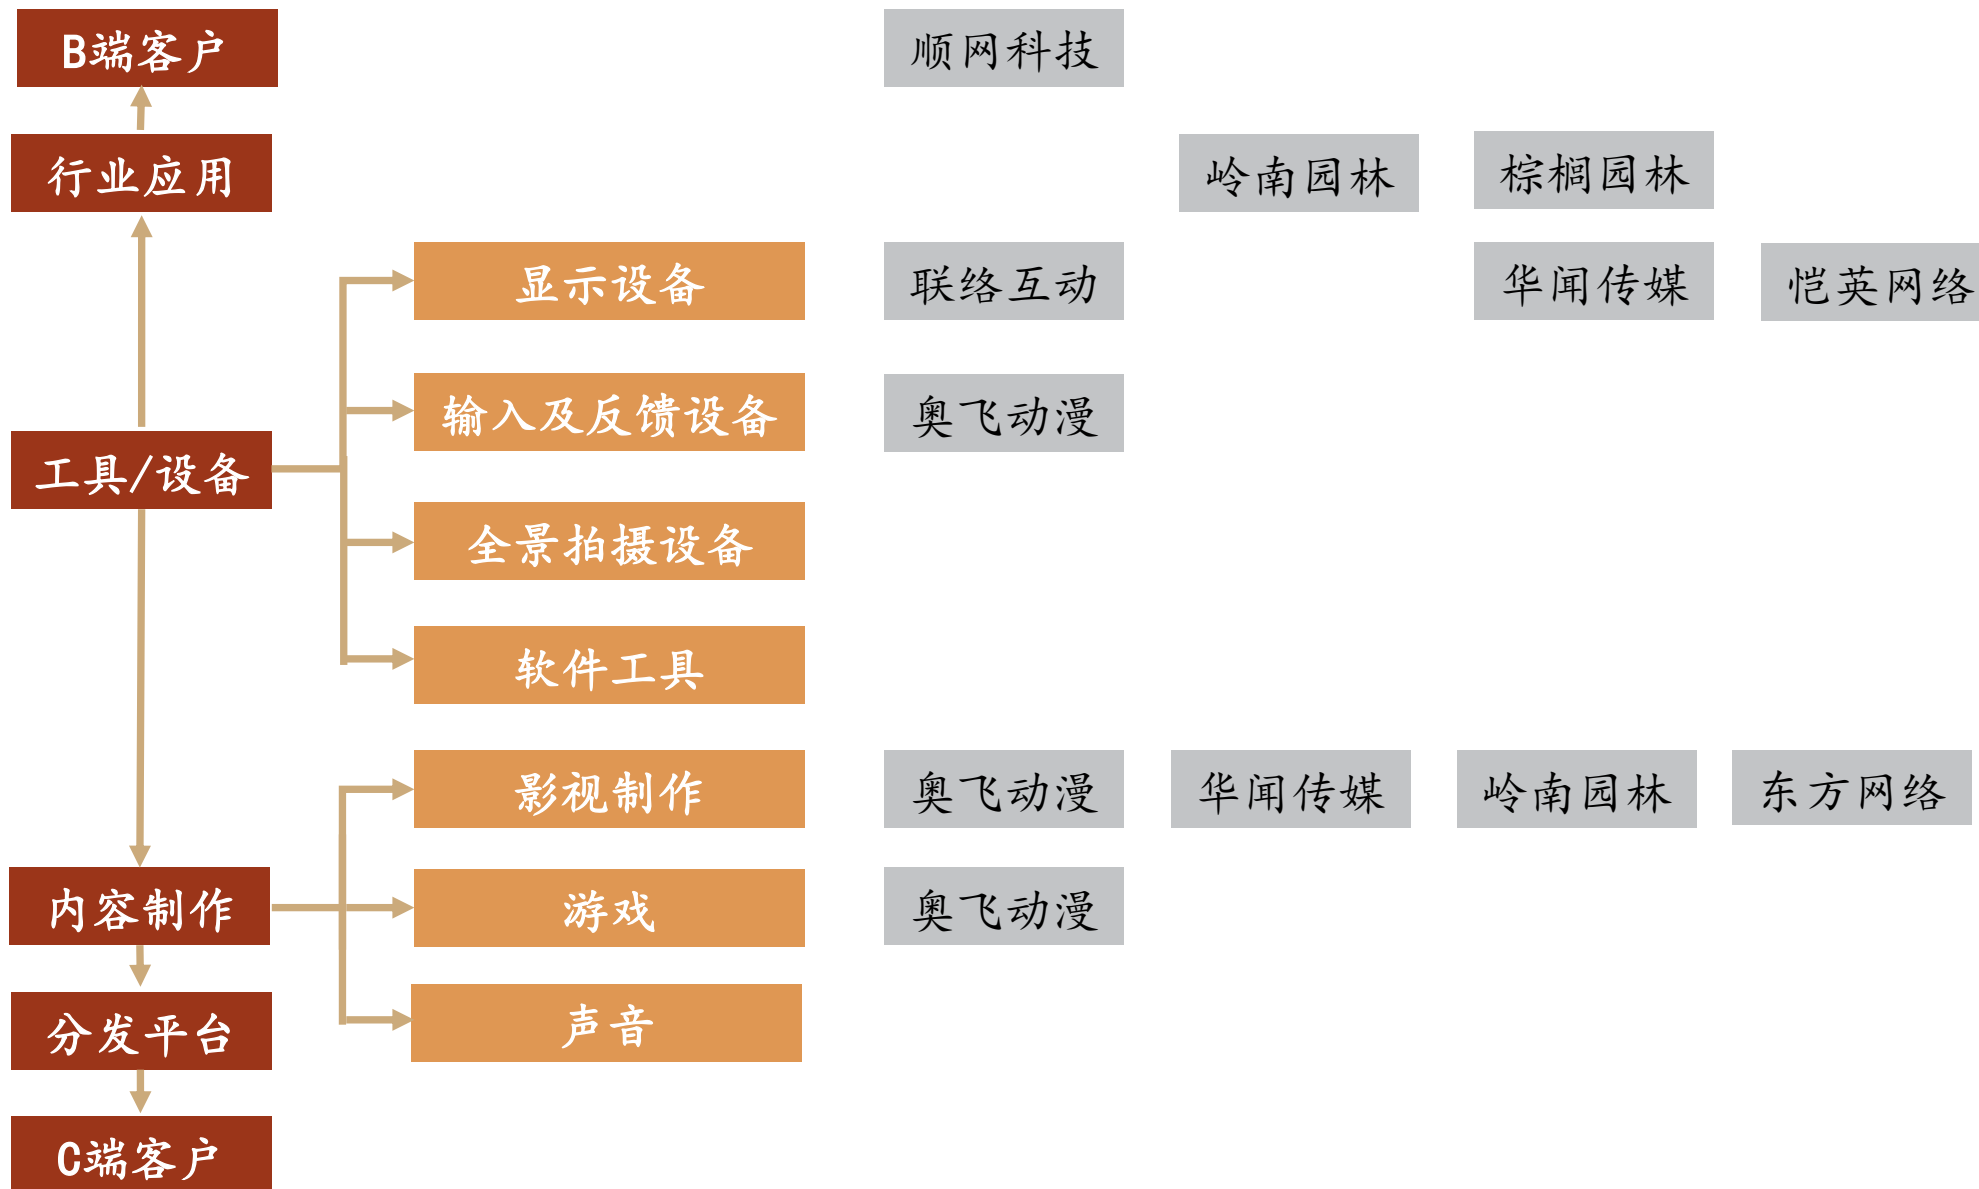 B端客户
顺网科技
行业应用
岭南园林
棕榈园林
显示设备
联络互动
华闻传媒
恺英网络
输入及反馈设备
奥飞动漫
工具/设备
全景拍摄设备
软件工具
影视制作
奥飞动漫
华闻传媒
岭南园林
东方网络
内容制作
游戏
奥飞动漫
分发平台
声音
C端客户